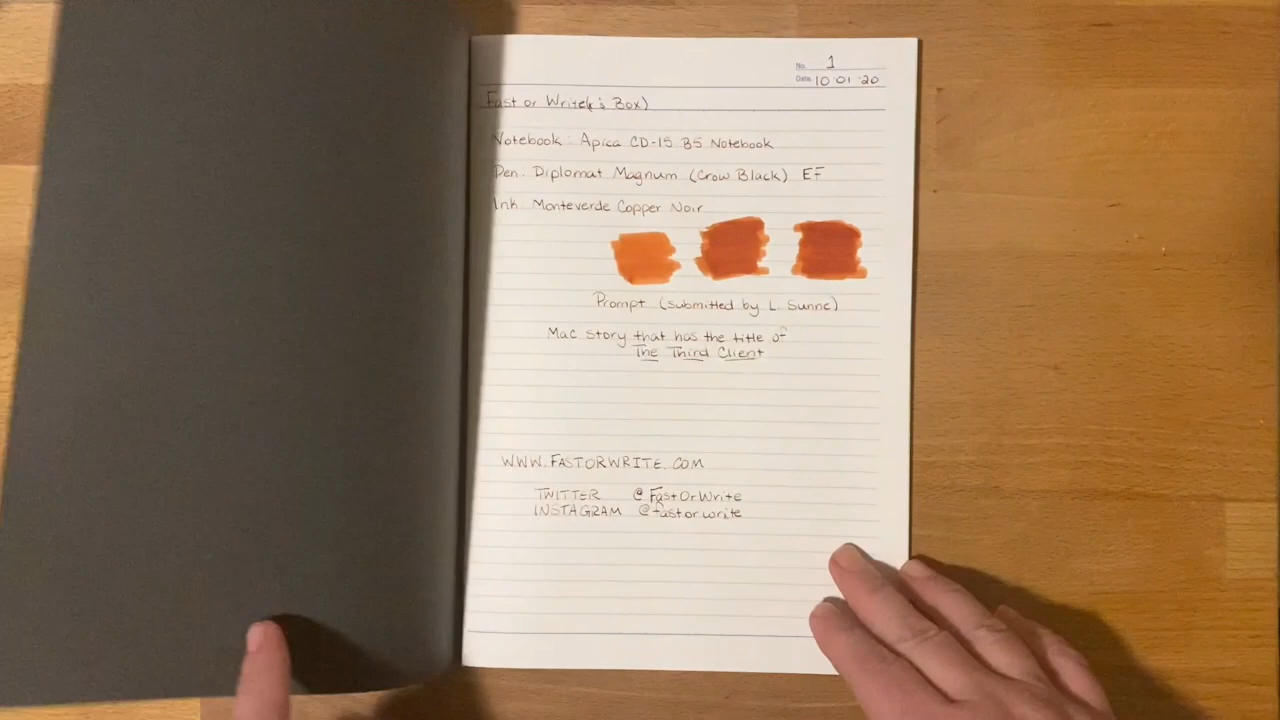 No. 1
Date. 10 · 01 · 20
Fast or Write(r's Box)
Notebook: Apica CD-15 B5 Notebook
Pen: Diplomat Magnum (Crow Black) EF
Ink: Monteverde Copper Noir
Prompt (submitted by L. Sunne)
Mac story that has the title of
The Third Client
WWW.FASTORWRITE.COM
TWITTER @FastOrWrite
INSTAGRAM @fastorwrite